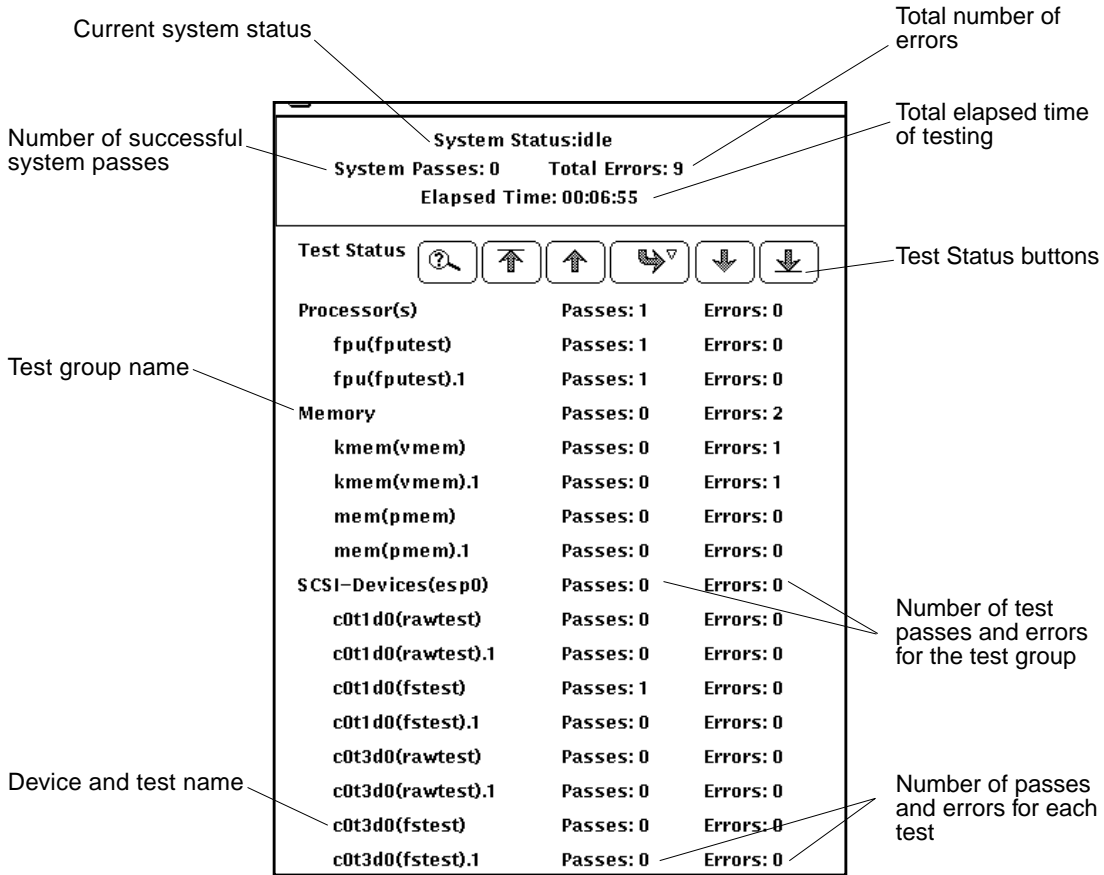 Current system status
Total number of
errors
Number of successful
system passes
Total elapsed time
of testing
System Status:idle
System Passes: 0 Total Errors: 9
Elapsed Time: 00:06:55
Test Status
Test Status buttons
Processor(s) Passes: 1 Errors: 0
fpu(fputest) Passes: 1 Errors: 0
fpu(fputest).1 Passes: 1 Errors: 0
Test group name
Memory Passes: 0 Errors: 2
kmem(vmem) Passes: 0 Errors: 1
kmem(vmem).1 Passes: 0 Errors: 1
mem(pmem) Passes: 0 Errors: 0
mem(pmem).1 Passes: 0 Errors: 0
SCSI-Devices(esp0) Passes: 0 Errors: 0
c0t1d0(rawtest) Passes: 0 Errors: 0
c0t1d0(rawtest).1 Passes: 0 Errors: 0
c0t1d0(fstest) Passes: 1 Errors: 0
c0t1d0(fstest).1 Passes: 0 Errors: 0
c0t3d0(rawtest) Passes: 0 Errors: 0
c0t3d0(rawtest).1 Passes: 0 Errors: 0
c0t3d0(fstest) Passes: 0 Errors: 0
c0t3d0(fstest).1 Passes: 0 Errors: 0
Number of test
passes and errors
for the test group
Device and test name
Number of passes
and errors for each
test